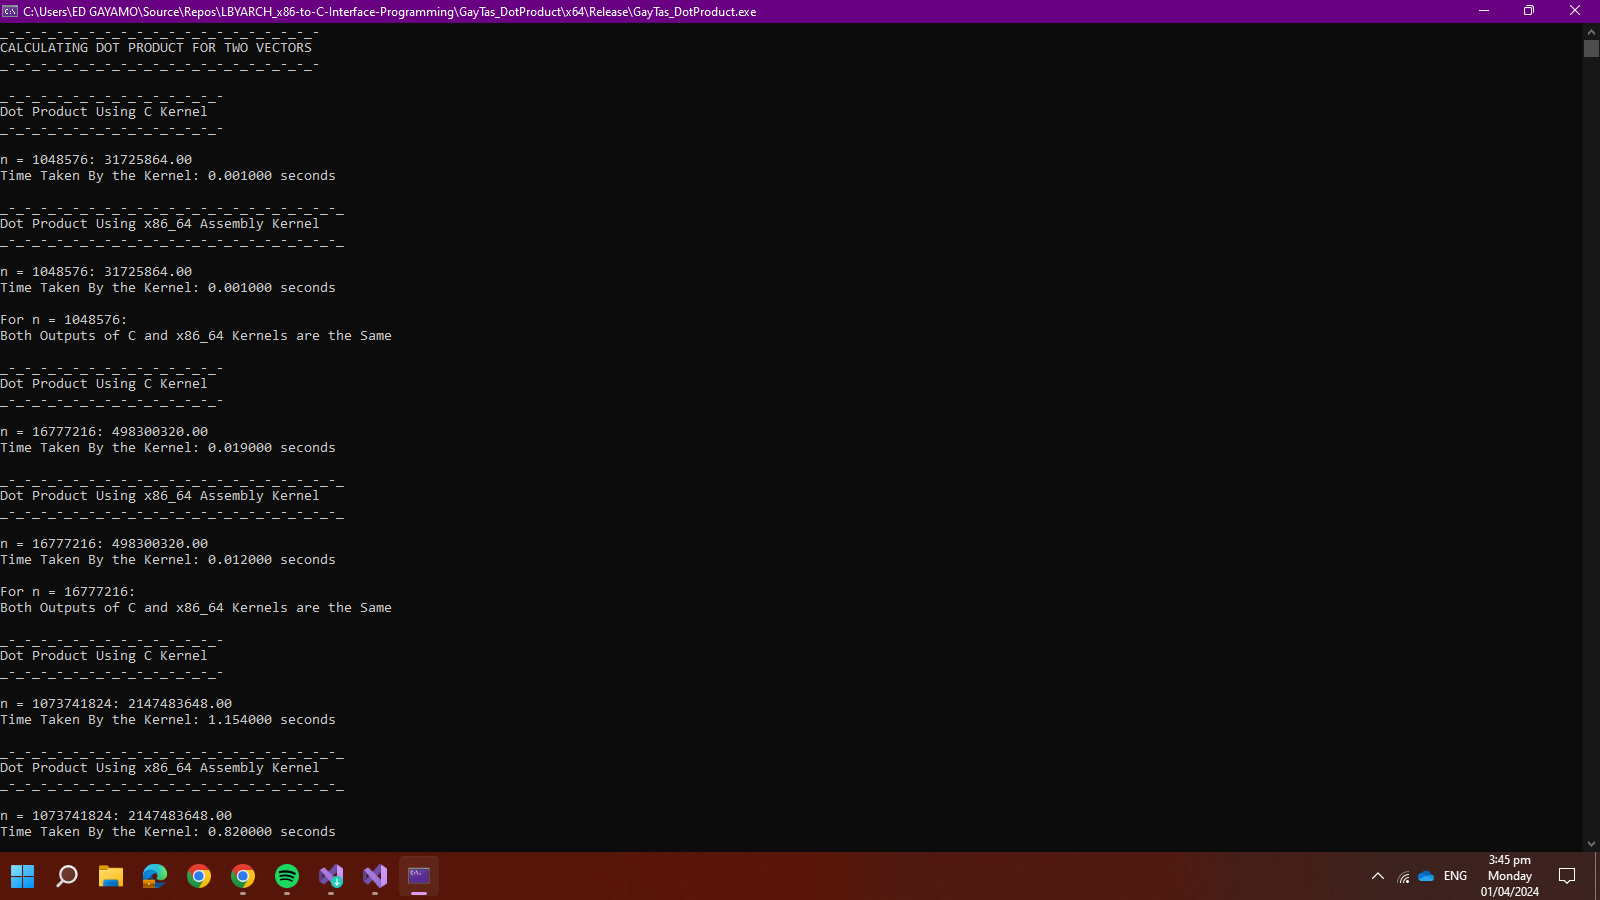 C:\Users\ED GAYAMO\Source\Repos\LBYARCH_x86-to-C-Interface-Programming\GayTas_DotProduct\x64\Release\GayTas_DotProduct.exe
_-_-_-_-_-_-_-_-_-_-_-_-_-_-_-_-_-_-_-_-
CALCULATING DOT PRODUCT FOR TWO VECTORS
_-_-_-_-_-_-_-_-_-_-_-_-_-_-_-_-_-_-_-_-
_-_-_-_-_-_-_-_-_-_-_-_-_-_-
Dot Product Using C Kernel
_-_-_-_-_-_-_-_-_-_-_-_-_-_-
n = 1048576: 31725864.00
Time Taken By the Kernel: 0.001000 seconds
_-_-_-_-_-_-_-_-_-_-_-_-_-_-_-_-_-_-_-_-_-_
Dot Product Using x86_64 Assembly Kernel
_-_-_-_-_-_-_-_-_-_-_-_-_-_-_-_-_-_-_-_-_-_
n = 1048576: 31725864.00
Time Taken By the Kernel: 0.001000 seconds
For n = 1048576:
Both Outputs of C and x86_64 Kernels are the Same
_-_-_-_-_-_-_-_-_-_-_-_-_-_-
Dot Product Using C Kernel
_-_-_-_-_-_-_-_-_-_-_-_-_-_-
n = 16777216: 498300320.00
Time Taken By the Kernel: 0.019000 seconds
_-_-_-_-_-_-_-_-_-_-_-_-_-_-_-_-_-_-_-_-_-_
Dot Product Using x86_64 Assembly Kernel
_-_-_-_-_-_-_-_-_-_-_-_-_-_-_-_-_-_-_-_-_-_
n = 16777216: 498300320.00
Time Taken By the Kernel: 0.012000 seconds
For n = 16777216:
Both Outputs of C and x86_64 Kernels are the Same
_-_-_-_-_-_-_-_-_-_-_-_-_-_-
Dot Product Using C Kernel
_-_-_-_-_-_-_-_-_-_-_-_-_-_-
n = 1073741824: 2147483648.00
Time Taken By the Kernel: 1.154000 seconds
_-_-_-_-_-_-_-_-_-_-_-_-_-_-_-_-_-_-_-_-_-_
Dot Product Using x86_64 Assembly Kernel
_-_-_-_-_-_-_-_-_-_-_-_-_-_-_-_-_-_-_-_-_-_
n = 1073741824: 2147483648.00
Time Taken By the Kernel: 0.820000 seconds
ENG
3:45 pm
Monday
01/04/2024